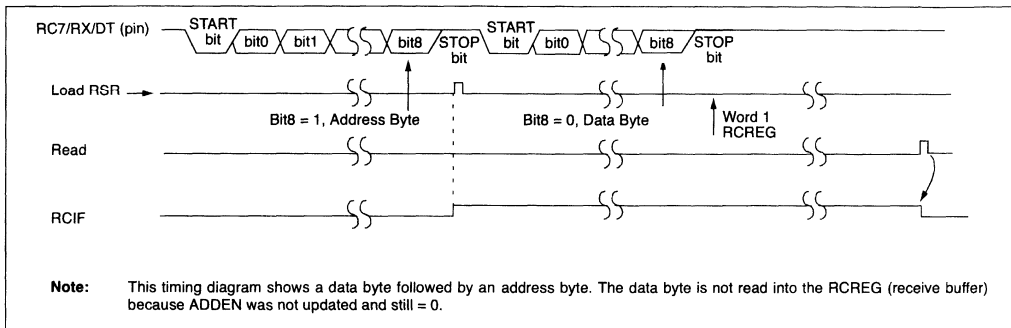 RC7/RX/DT (pin)
START
bit
bit0
bit1
bit8
STOP
bit
START
bit
bit0
bit8
STOP
bit
Load RSR
Bit8 = 1, Address Byte
Bit8 = 0, Data Byte
Word 1
RCREG
Read
RCIF
Note: This timing diagram shows a data byte followed by an address byte. The data byte is not read into the RCREG (receive buffer)
because ADDEN was not updated and still = 0.